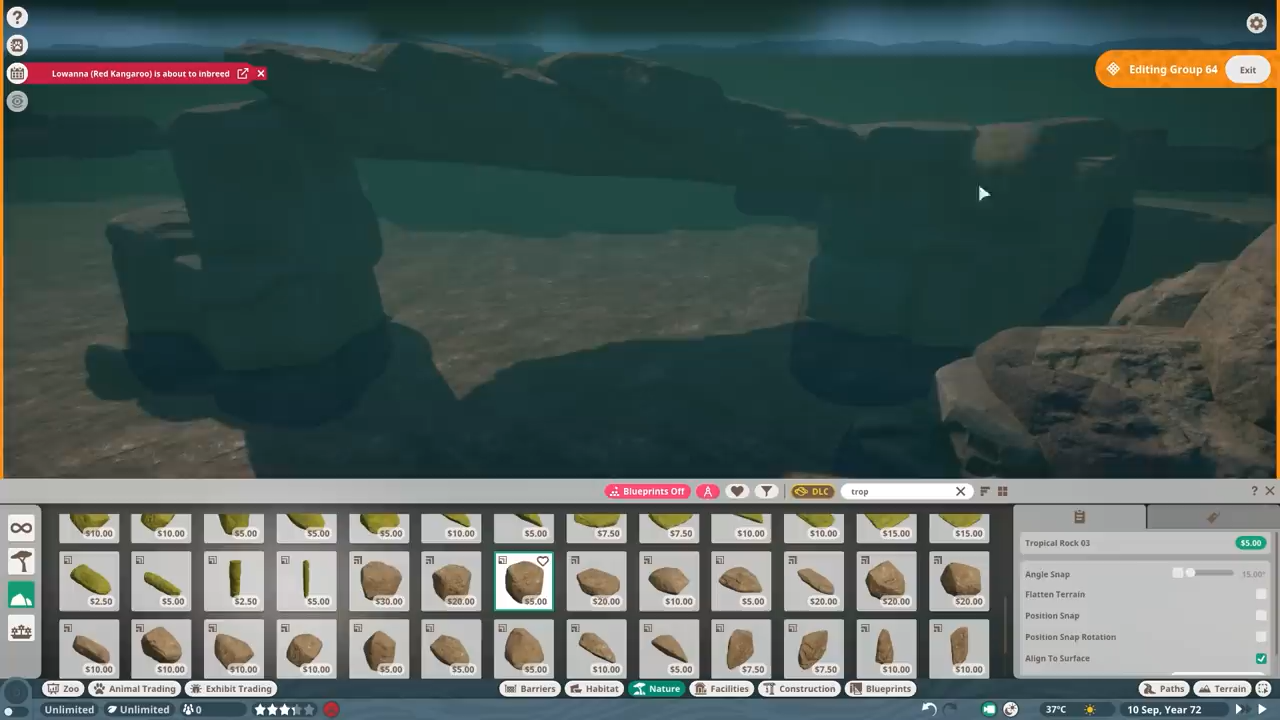 ?
Lowanna (Red Kangaroo) is about to inbreed
Editing Group 64 Exit
Blueprints Off DLC trop ?
$10.00 $10.00 $5.00 $5.00 $5.00 $10.00 $5.00 $7.50 $7.50 $10.00 $10.00 $15.00 $15.00
$2.50 $5.00 $2.50 $5.00 $30.00 $20.00 $5.00 $20.00 $10.00 $5.00 $20.00 $20.00 $20.00
$10.00 $10.00 $10.00 $10.00 $5.00 $20.00 $5.00 $10.00 $5.00 $7.50 $7.50 $10.00 $10.00
Tropical Rock 03 $5.00
Angle Snap 15.00°
Flatten Terrain
Position Snap
Position Snap Rotation
Align To Surface
Zoo Animal Trading Exhibit Trading Barriers Habitat Nature Facilities Construction Blueprints Paths Terrain
Unlimited Unlimited 0 37°C 10 Sep, Year 72